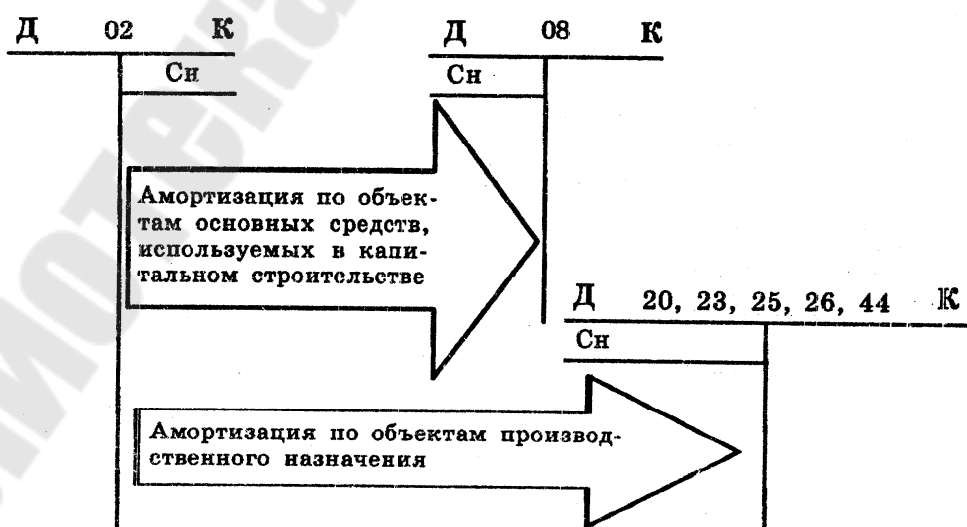 Д 02 К
Сн
Д 08 К
Сн
Амортизация по объек-
там основных средств,
используемых в капи-
тальном строительстве
Д 20, 23, 25, 26, 44 К
Сн
Амортизация по объектам производ-
ственного назначения